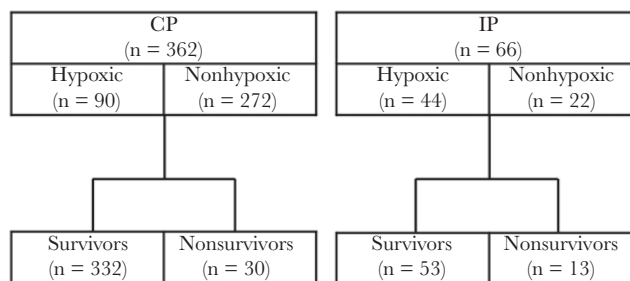 CP
(n = 362)
Hypoxic
(n = 90)
Nonhypoxic
(n = 272)
Survivors
(n = 332)
Nonsurvivors
(n = 30)
IP
(n = 66)
Hypoxic
(n = 44)
Nonhypoxic
(n = 22)
Survivors
(n = 53)
Nonsurvivors
(n = 13)